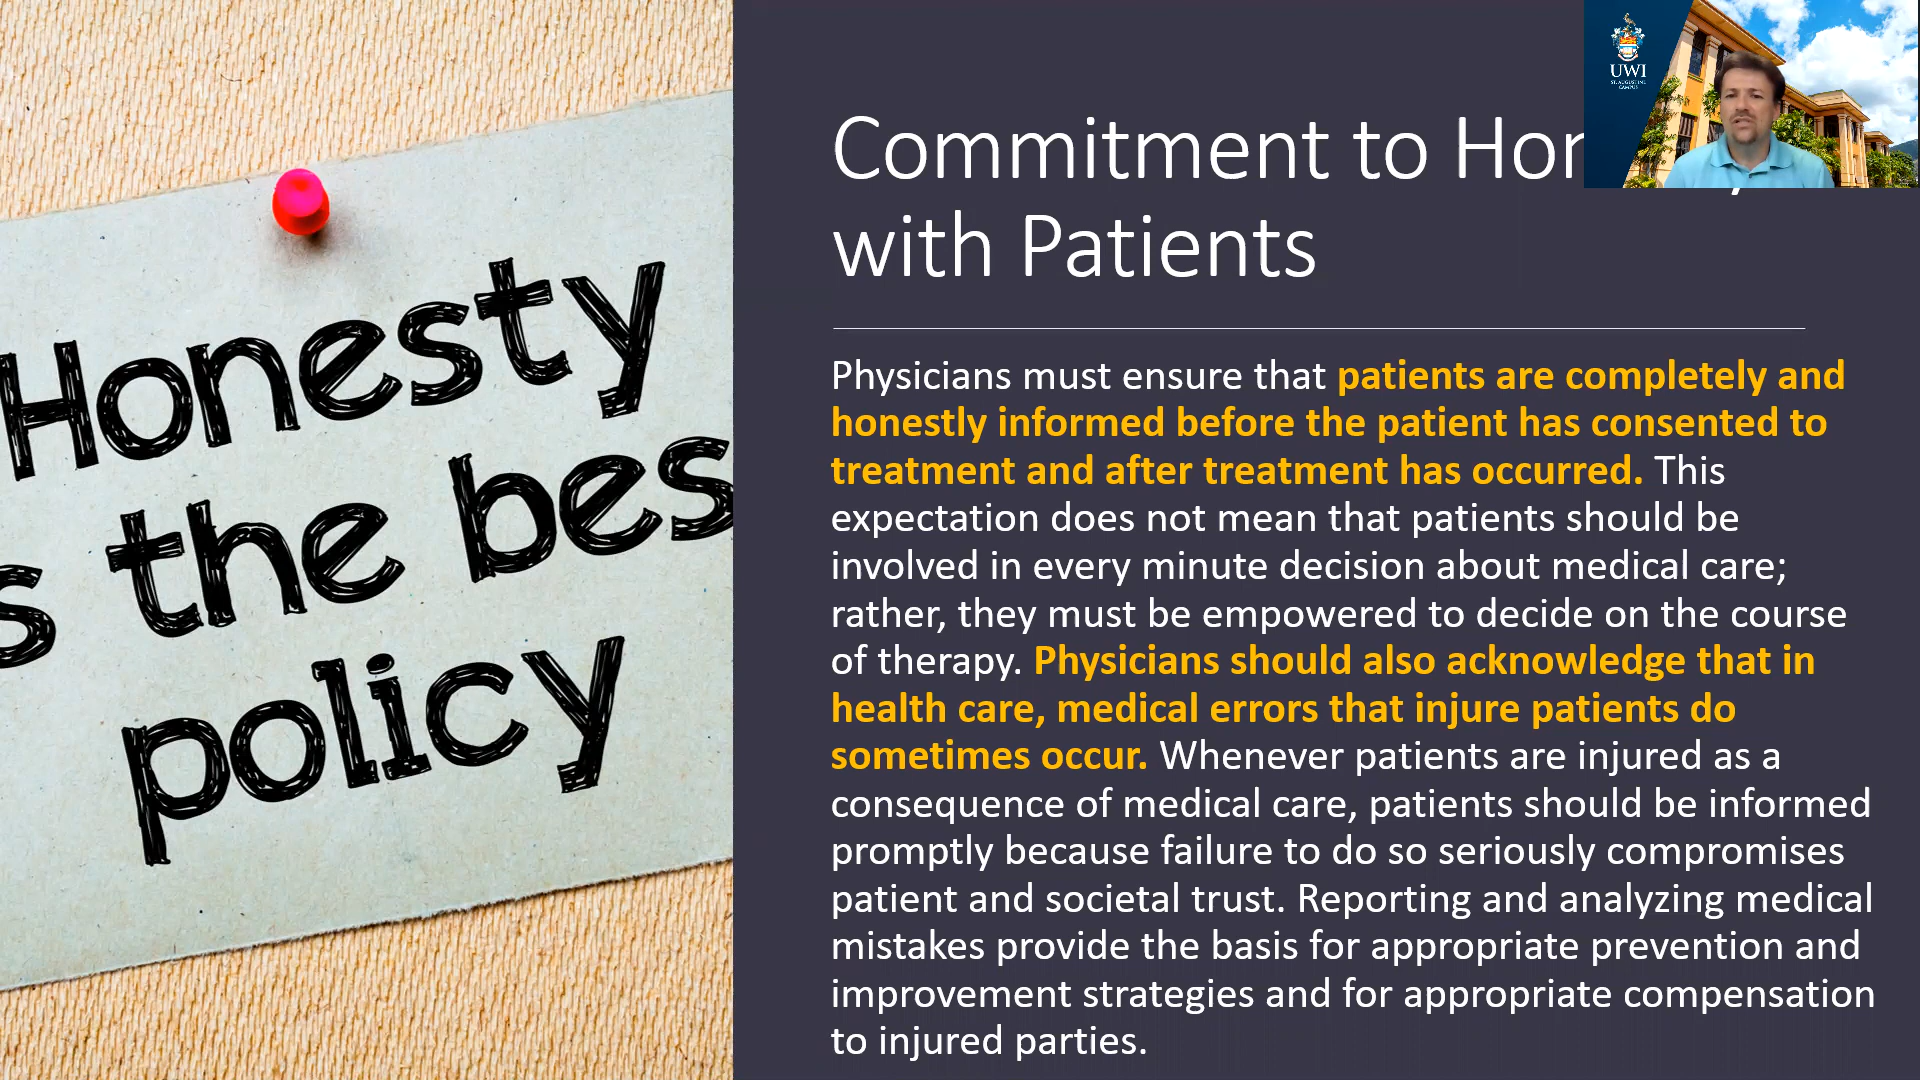 Honesty
s the bes
policy
UWI
ST. AUGUSTINE
CAMPUS
Commitment to Hon
with Patients
Physicians must ensure that patients are completely and
honestly informed before the patient has consented to
treatment and after treatment has occurred. This
expectation does not mean that patients should be
involved in every minute decision about medical care;
rather, they must be empowered to decide on the course
of therapy. Physicians should also acknowledge that in
health care, medical errors that injure patients do
sometimes occur. Whenever patients are injured as a
consequence of medical care, patients should be informed
promptly because failure to do so seriously compromises
patient and societal trust. Reporting and analyzing medical
mistakes provide the basis for appropriate prevention and
improvement strategies and for appropriate compensation
to injured parties.